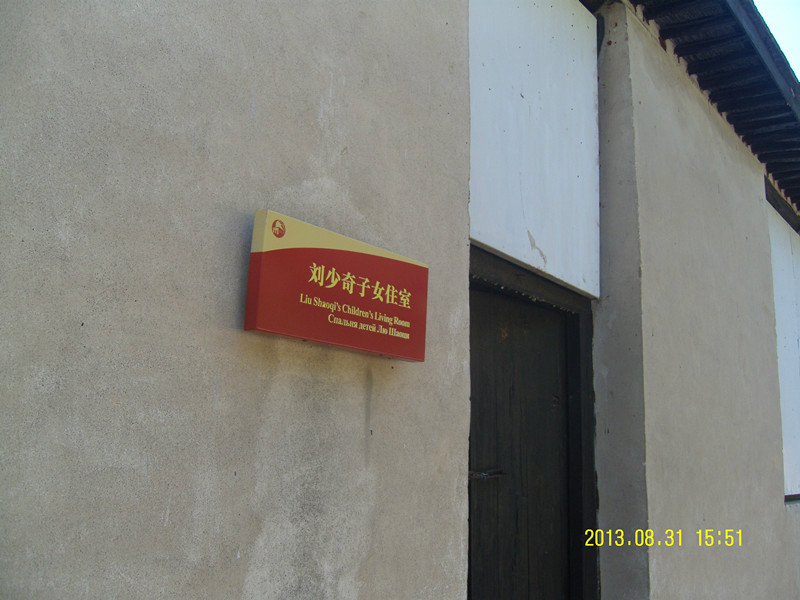 刘少奇子女住室
Liu Shaoqi's Children's Living Room
Спальня детей Лю Шаоци
2013.08.31 15:51